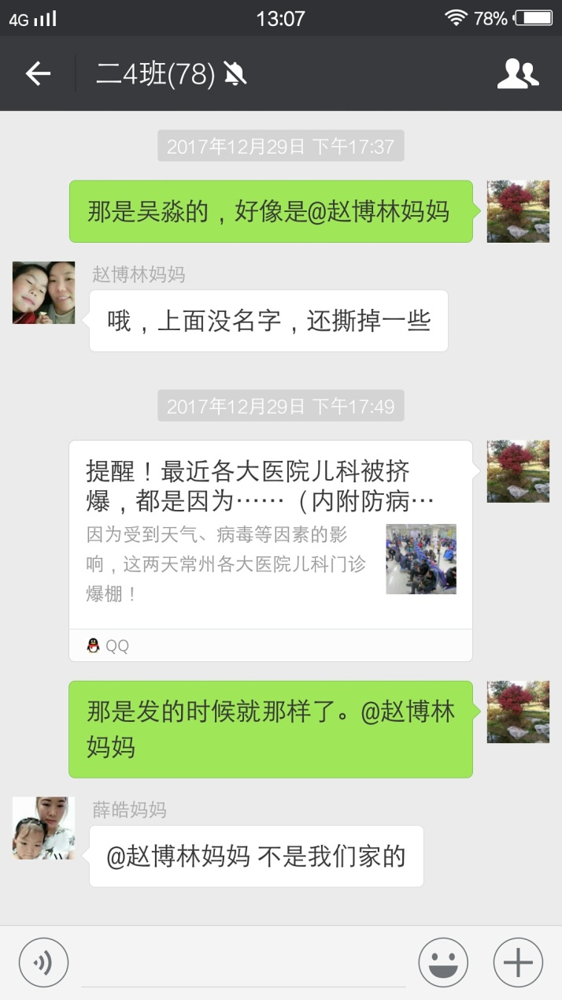 4G 13:07 78%
二4班(78)
2017年12月29日 下午17:37
那是吴淼的，好像是@赵博林妈妈
赵博林妈妈
哦，上面没名字，还撕掉一些
2017年12月29日 下午17:49
提醒！最近各大医院儿科被挤
爆，都是因为……（内附防病…
因为受到天气、病毒等因素的影
响，这两天常州各大医院儿科门诊
爆棚！
QQ
那是发的时候就那样了。@赵博林
妈妈
薛皓妈妈
@赵博林妈妈 不是我们家的